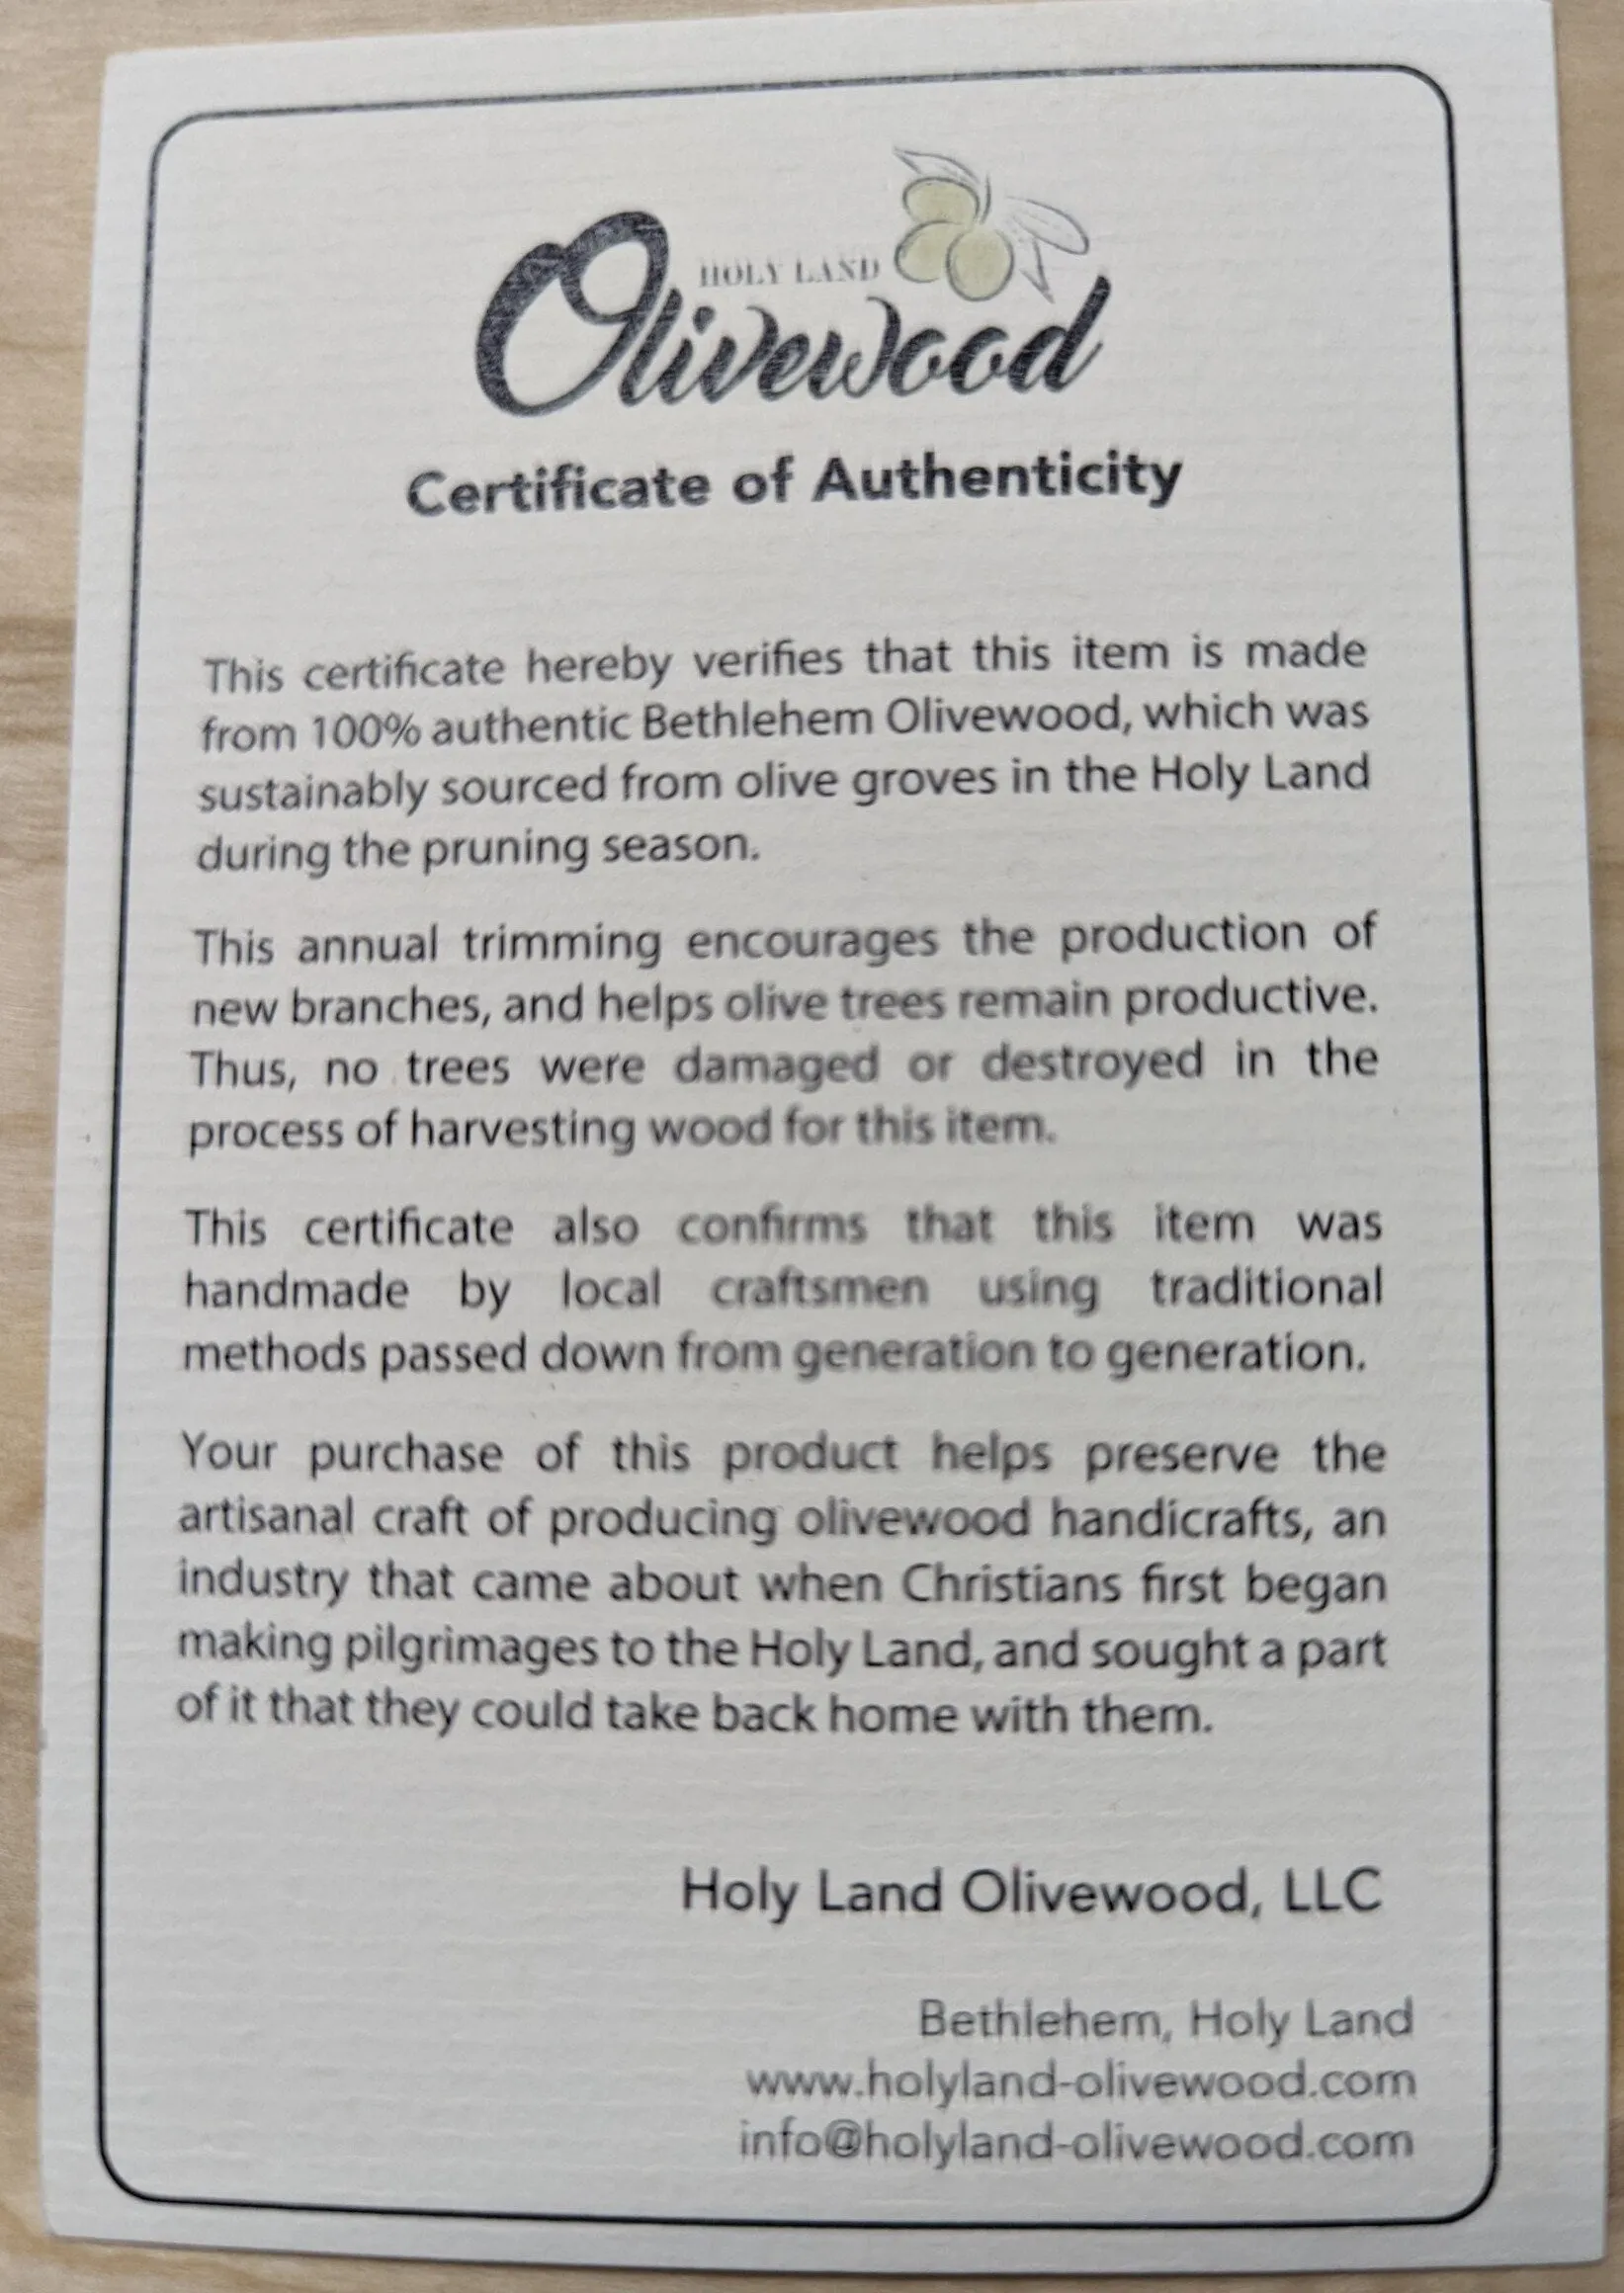 HOLY LAND
Olivewood
Certificate of Authenticity
This certificate hereby verifies that this item is made
from 100% authentic Bethlehem Olivewood, which was
sustainably sourced from olive groves in the Holy Land
during the pruning season.
This annual trimming encourages the production of
new branches, and helps olive trees remain productive.
Thus, no trees were damaged or destroyed in the
process of harvesting wood for this item.
This certificate also confirms that this item was
handmade by local craftsmen using traditional
methods passed down from generation to generation.
Your purchase of this product helps preserve the
artisanal craft of producing olivewood handicrafts, an
industry that came about when Christians first began
making pilgrimages to the Holy Land, and sought a part
of it that they could take back home with them.
Holy Land Olivewood, LLC
Bethlehem, Holy Land
www.holyland-olivewood.com
info@holyland-olivewood.com